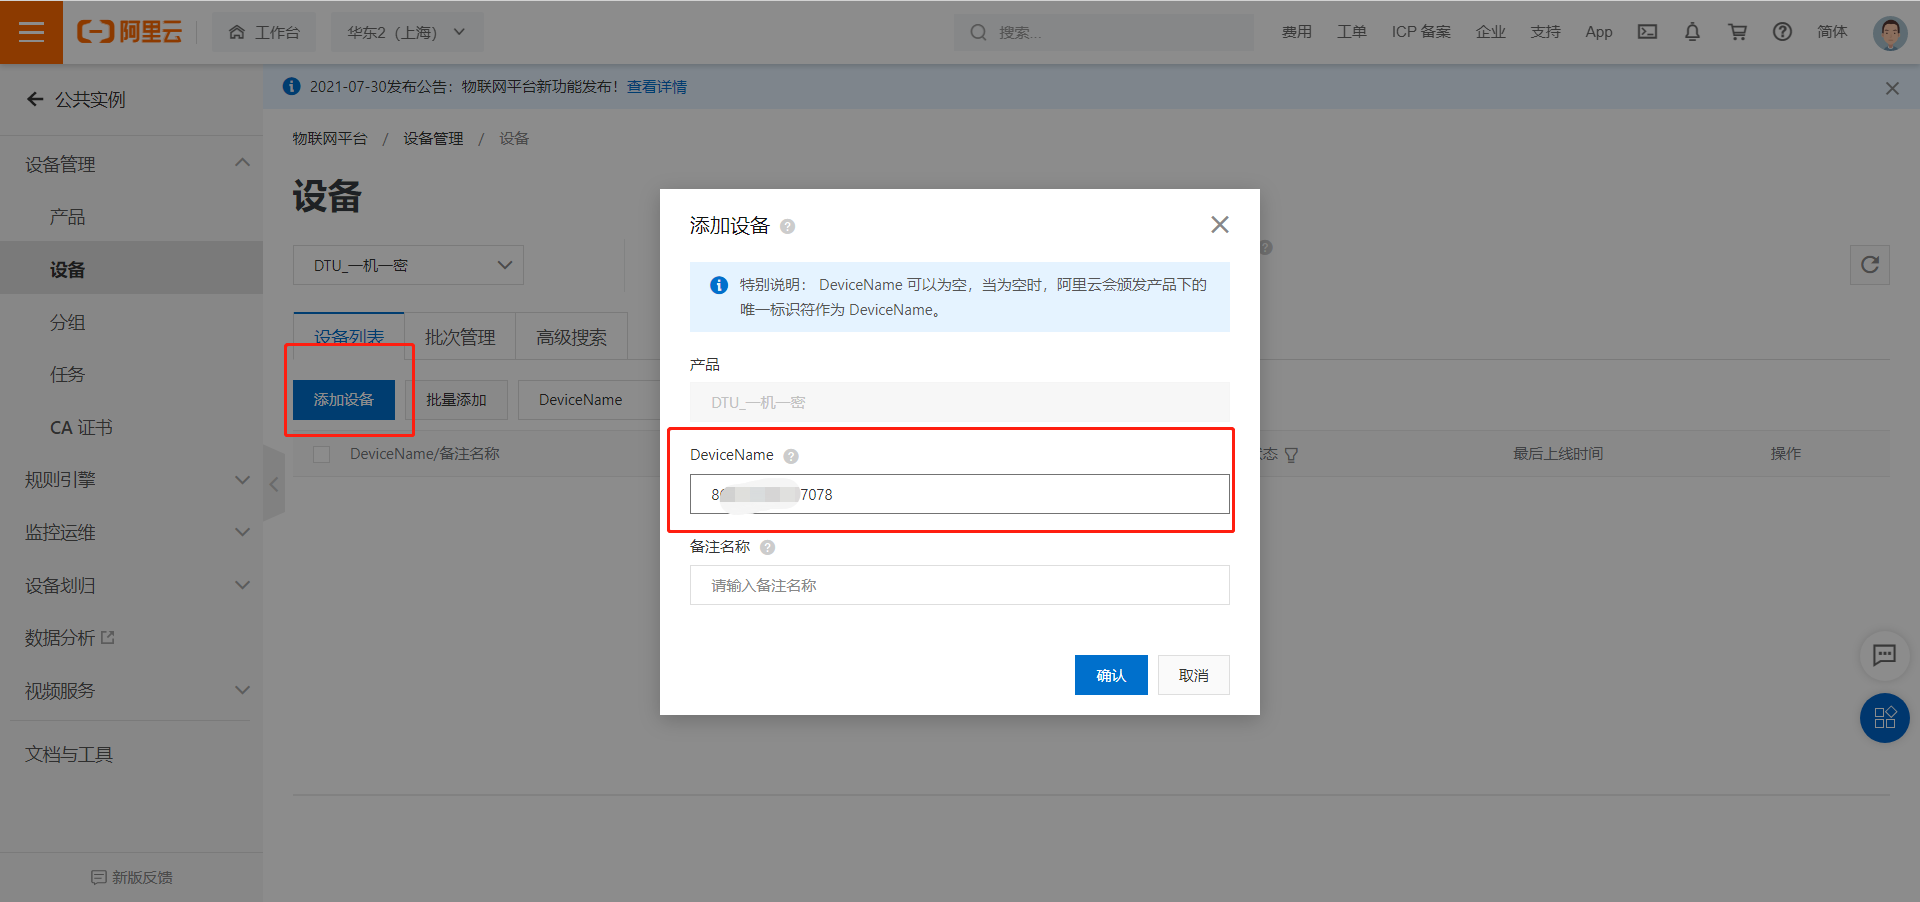 阿里云
工作台
华东2（上海）
搜索...
费用
工单
ICP 备案
企业
支持
App
简体
公共实例
设备管理
产品
设备
分组
任务
CA 证书
规则引擎
监控运维
设备划归
数据分析
视频服务
文档与工具
新版反馈
2021-07-30发布公告：物联网平台新功能发布！查看详情
物联网平台 / 设备管理 / 设备
设备
DTU_一机一密
设备列表
批次管理
高级搜索
添加设备
批量添加
DeviceName
DeviceName/备注名称
态
最后上线时间
操作
添加设备
特别说明： DeviceName 可以为空，当为空时，阿里云会颁发产品下的
唯一标识符作为 DeviceName。
产品
DTU_一机一密
DeviceName
7078
备注名称
请输入备注名称
确认
取消